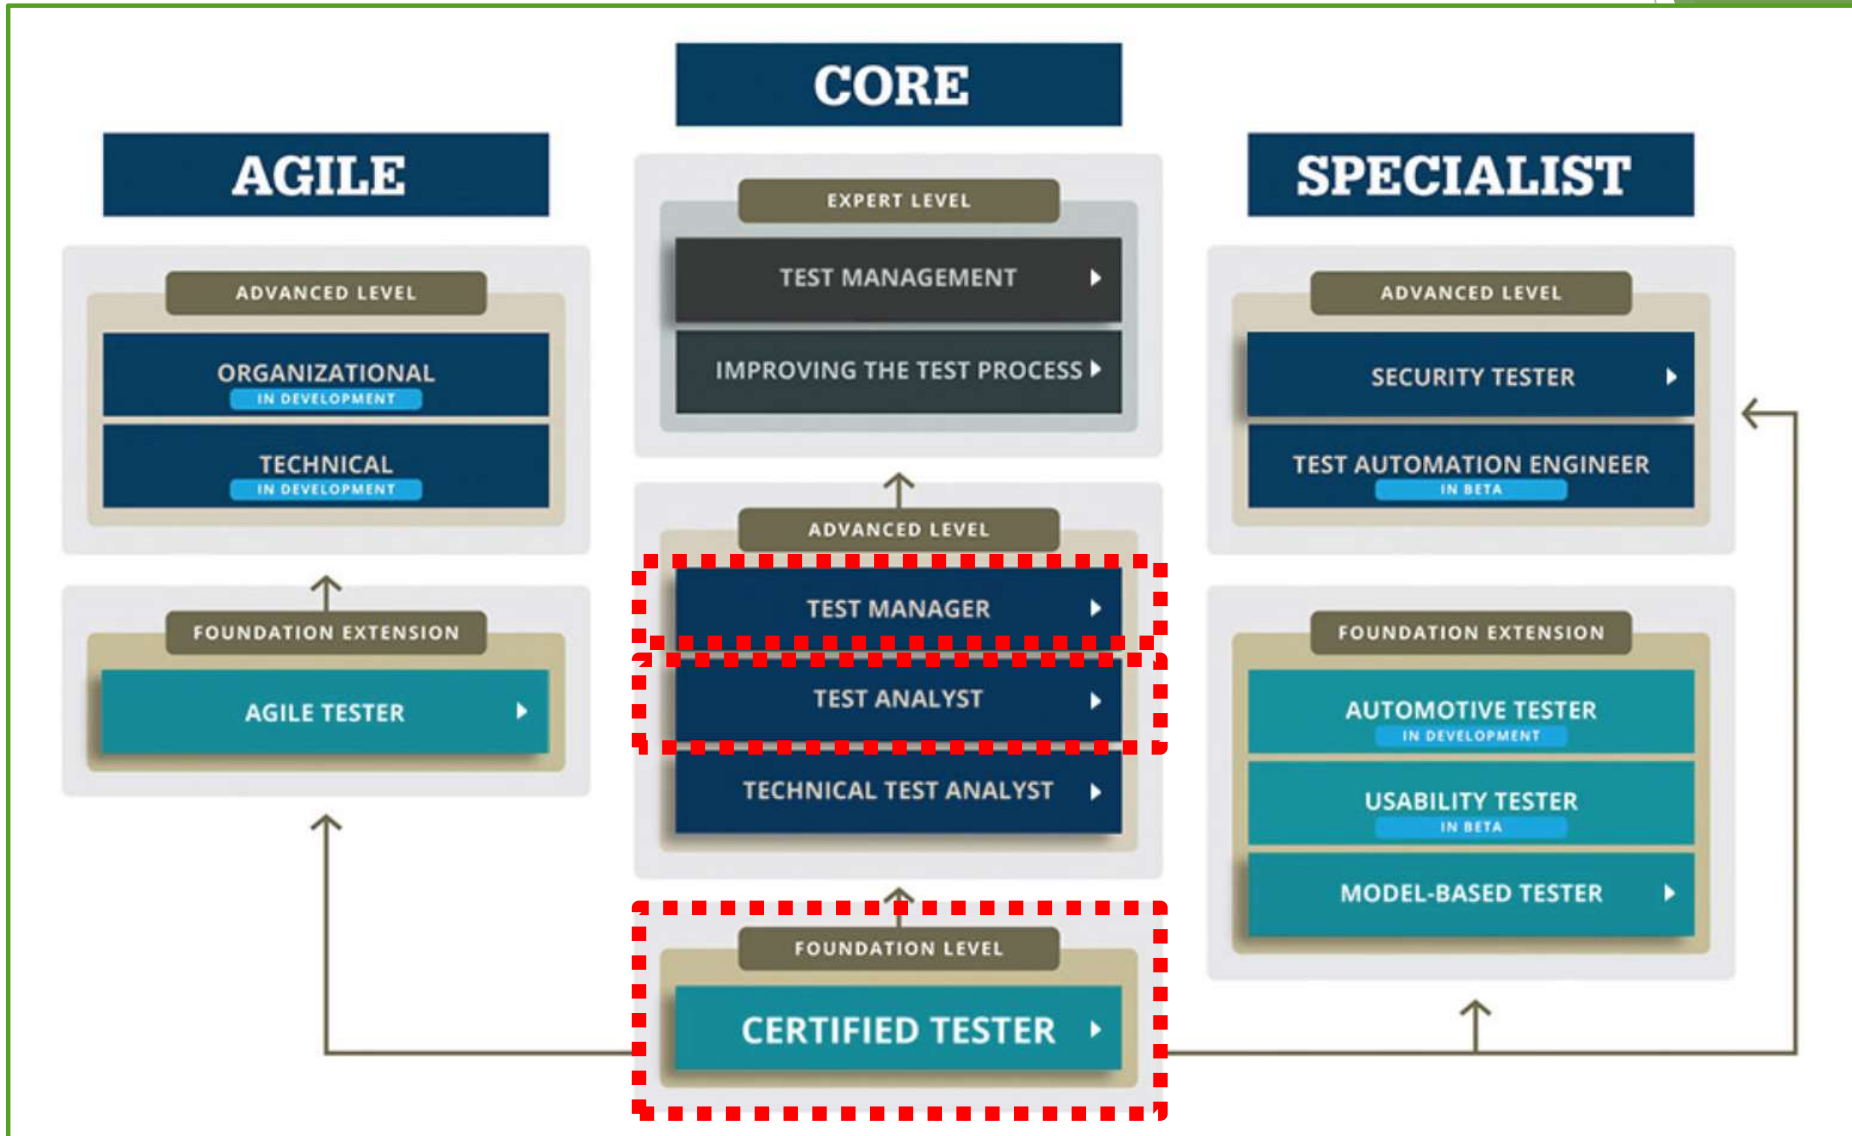 AGILE
ADVANCED LEVEL
ORGANIZATIONAL
IN DEVELOPMENT
TECHNICAL
IN DEVELOPMENT
FOUNDATION EXTENSION
AGILE TESTER
CORE
EXPERT LEVEL
TEST MANAGEMENT
IMPROVING THE TEST PROCESS
ADVANCED LEVEL
TEST MANAGER
TEST ANALYST
TECHNICAL TEST ANALYST
FOUNDATION LEVEL
CERTIFIED TESTER
SPECIALIST
ADVANCED LEVEL
SECURITY TESTER
TEST AUTOMATION ENGINEER
IN BETA
FOUNDATION EXTENSION
AUTOMOTIVE TESTER
IN DEVELOPMENT
USABILITY TESTER
IN BETA
MODEL-BASED TESTER